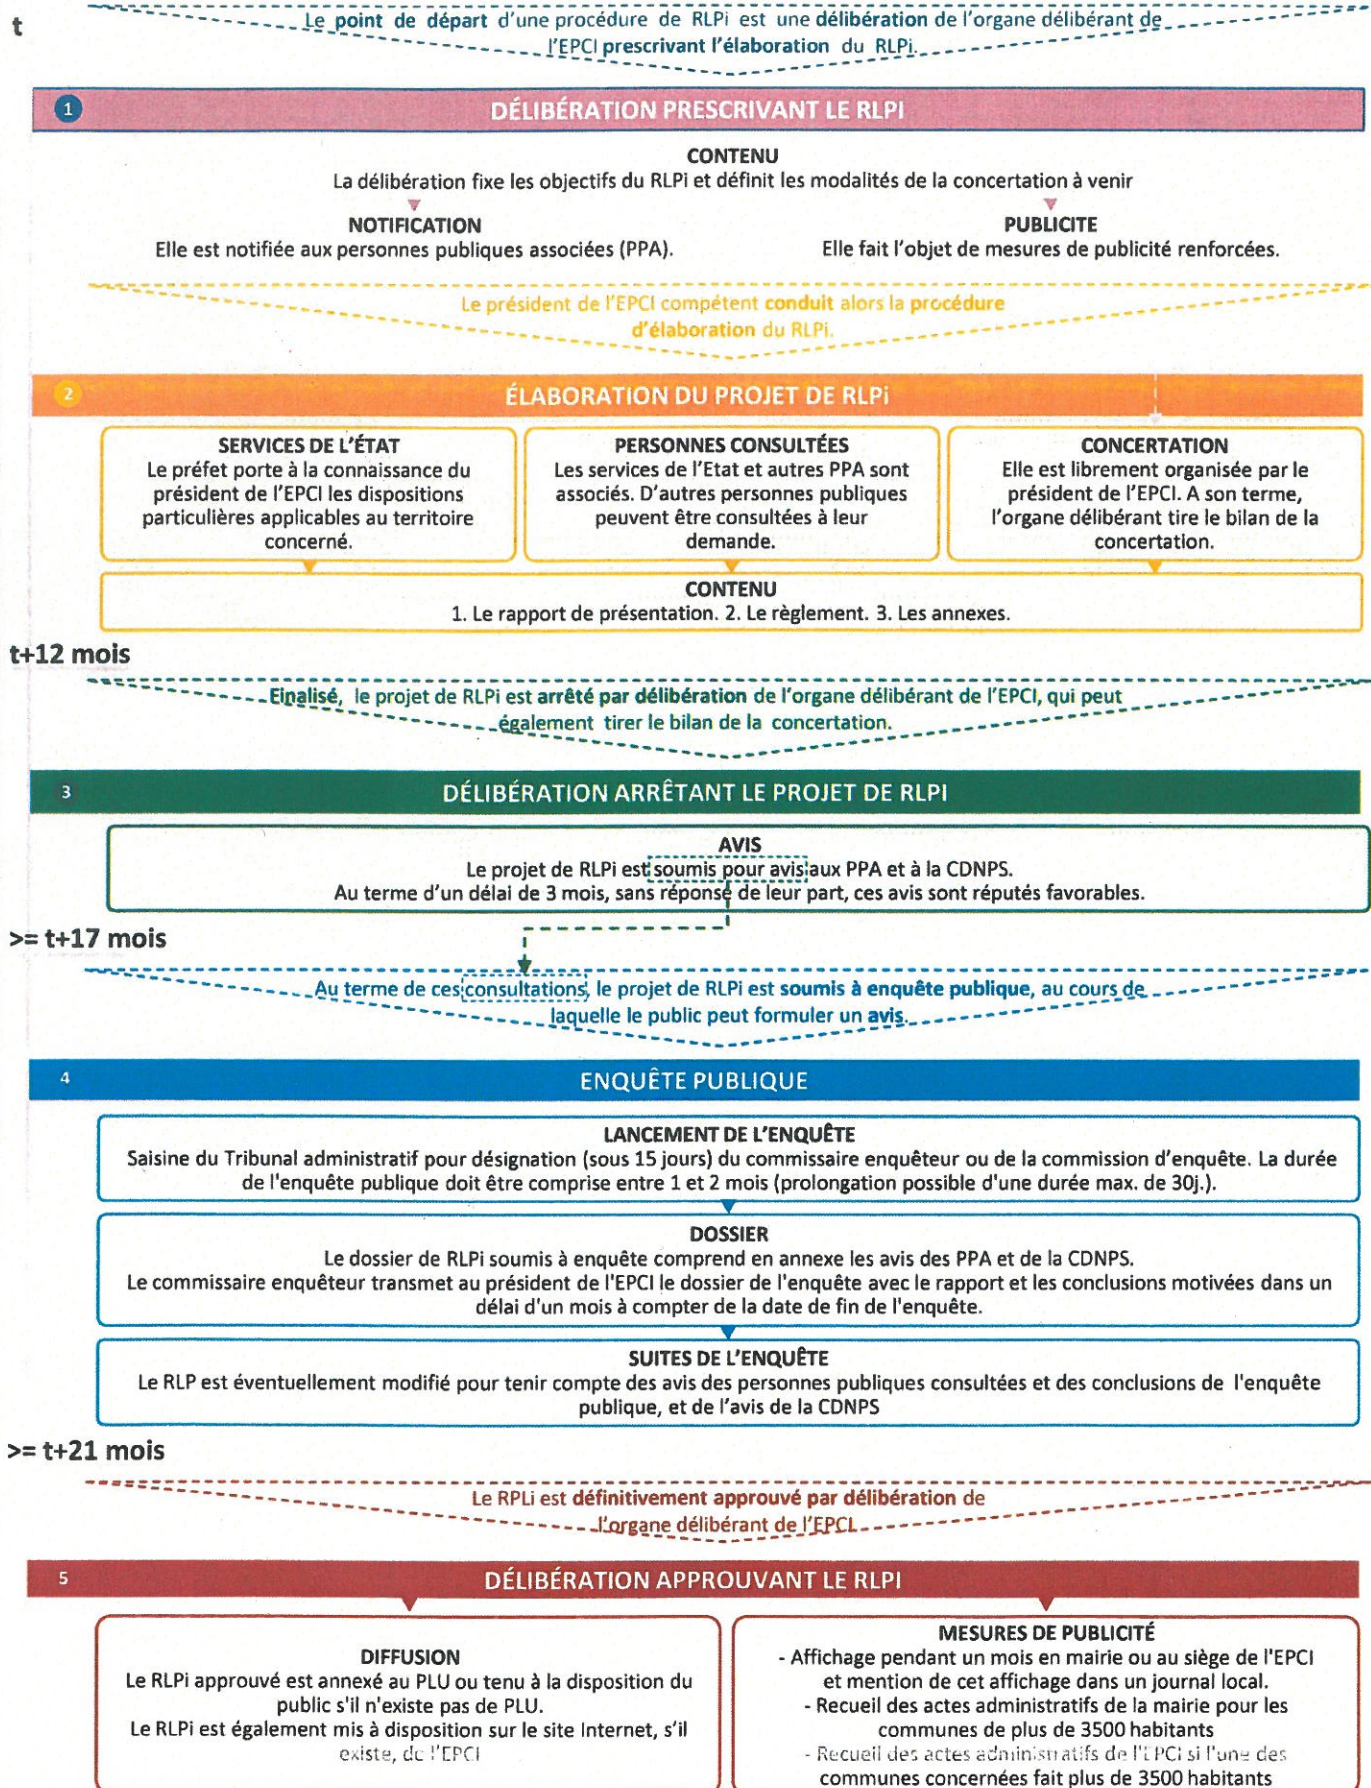 t
Le point de départ d'une procédure de RLPi est une délibération de l'organe délibérant de
l'EPCI prescrivant l'élaboration du RLPi.
1
DÉLIBÉRATION PRESCRIVANT LE RLPI
CONTENU
La délibération fixe les objectifs du RLPi et définit les modalités de la concertation à venir
NOTIFICATION
Elle est notifiée aux personnes publiques associées (PPA).
PUBLICITE
Elle fait l'objet de mesures de publicité renforcées.
Le président de l'EPCI compétent conduit alors la procédure
d'élaboration du RLPi.
2
ÉLABORATION DU PROJET DE RLPi
SERVICES DE L'ÉTAT
Le préfet porte à la connaissance du
président de l'EPCI les dispositions
particulières applicables au territoire
concerné.
PERSONNES CONSULTÉES
Les services de l'Etat et autres PPA sont
associés. D'autres personnes publiques
peuvent être consultées à leur
demande.
CONCERTATION
Elle est librement organisée par le
président de l'EPCI. A son terme,
l'organe délibérant tire le bilan de la
concertation.
CONTENU
1. Le rapport de présentation. 2. Le règlement. 3. Les annexes.
t+12 mois
Finalisé, le projet de RLPi est arrêté par délibération de l'organe délibérant de l'EPCI, qui peut
également tirer le bilan de la concertation.
3
DÉLIBÉRATION ARRÊTANT LE PROJET DE RLPI
AVIS
Le projet de RLPi est soumis pour avis aux PPA et à la CDNPS.
Au terme d'un délai de 3 mois, sans réponse de leur part, ces avis sont réputés favorables.
>= t+17 mois
Au terme de ces consultations, le projet de RLPi est soumis à enquête publique, au cours de
laquelle le public peut formuler un avis.
4
ENQUÊTE PUBLIQUE
LANCEMENT DE L'ENQUÊTE
Saisine du Tribunal administratif pour désignation (sous 15 jours) du commissaire enquêteur ou de la commission d'enquête. La durée
de l'enquête publique doit être comprise entre 1 et 2 mois (prolongation possible d'une durée max. de 30j.).
DOSSIER
Le dossier de RLPi soumis à enquête comprend en annexe les avis des PPA et de la CDNPS.
Le commissaire enquêteur transmet au président de l'EPCI le dossier de l'enquête avec le rapport et les conclusions motivées dans un
délai d'un mois à compter de la date de fin de l'enquête.
SUITES DE L'ENQUÊTE
Le RLP est éventuellement modifié pour tenir compte des avis des personnes publiques consultées et des conclusions de l'enquête
publique, et de l'avis de la CDNPS
>= t+21 mois
Le RPLi est définitivement approuvé par délibération de
l'organe délibérant de l'EPCI.
5
DÉLIBÉRATION APPROUVANT LE RLPI
DIFFUSION
Le RLPi approuvé est annexé au PLU ou tenu à la disposition du
public s'il n'existe pas de PLU.
Le RLPi est également mis à disposition sur le site Internet, s'il
existe, de l'EPCI
MESURES DE PUBLICITÉ
- Affichage pendant un mois en mairie ou au siège de l'EPCI
et mention de cet affichage dans un journal local.
- Recueil des actes administratifs de la mairie pour les
communes de plus de 3500 habitants
- Recueil des actes administratifs de l'EPCI si l'une des
communes concernées fait plus de 3500 habitants